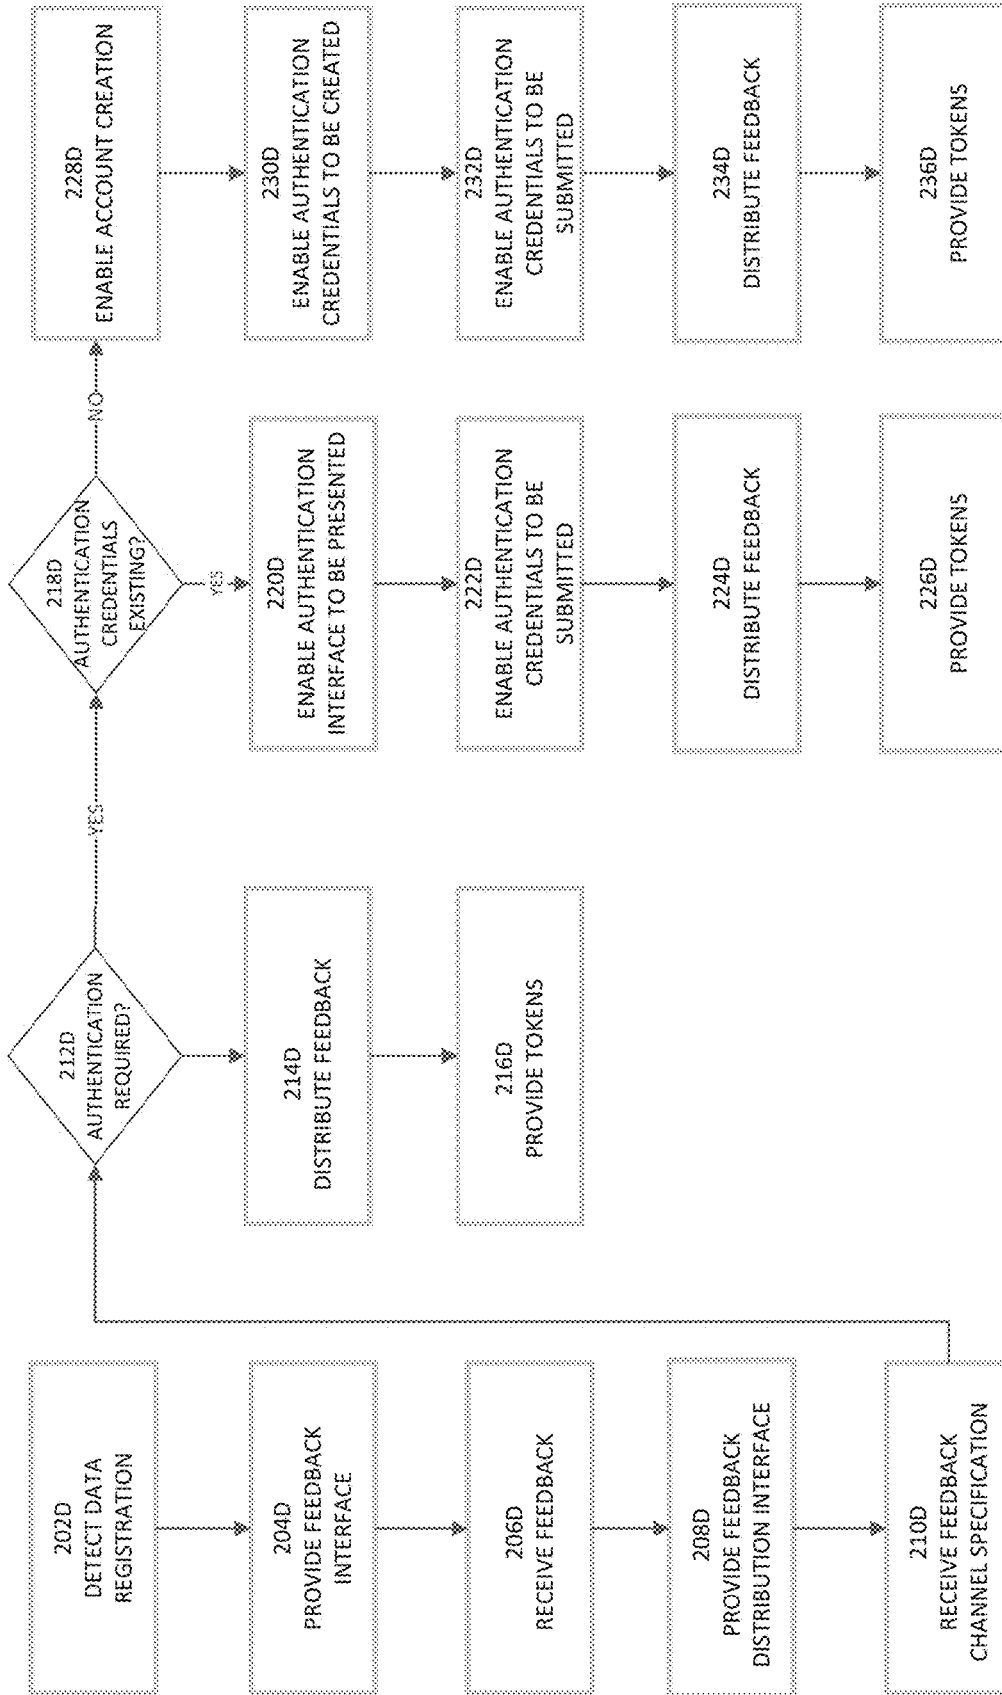 202D
DETECT DATA
REGISTRATION
204D
PROVIDE FEEDBACK
INTERFACE
206D
RECEIVE FEEDBACK
208D
PROVIDE FEEDBACK
DISTRIBUTION INTERFACE
210D
RECEIVE FEEDBACK
CHANNEL SPECIFICATION
212D
AUTHENTICATION
REQUIRED?
YES
214D
DISTRIBUTE FEEDBACK
216D
PROVIDE TOKENS
218D
AUTHENTICATION
CREDENTIALS
EXISTING?
YES
NO
220D
ENABLE AUTHENTICATION
INTERFACE TO BE PRESENTED
222D
ENABLE AUTHENTICATION
CREDENTIALS TO BE
SUBMITTED
224D
DISTRIBUTE FEEDBACK
226D
PROVIDE TOKENS
228D
ENABLE ACCOUNT CREATION
230D
ENABLE AUTHENTICATION
CREDENTIALS TO BE CREATED
232D
ENABLE AUTHENTICATION
CREDENTIALS TO BE
SUBMITTED
234D
DISTRIBUTE FEEDBACK
236D
PROVIDE TOKENS